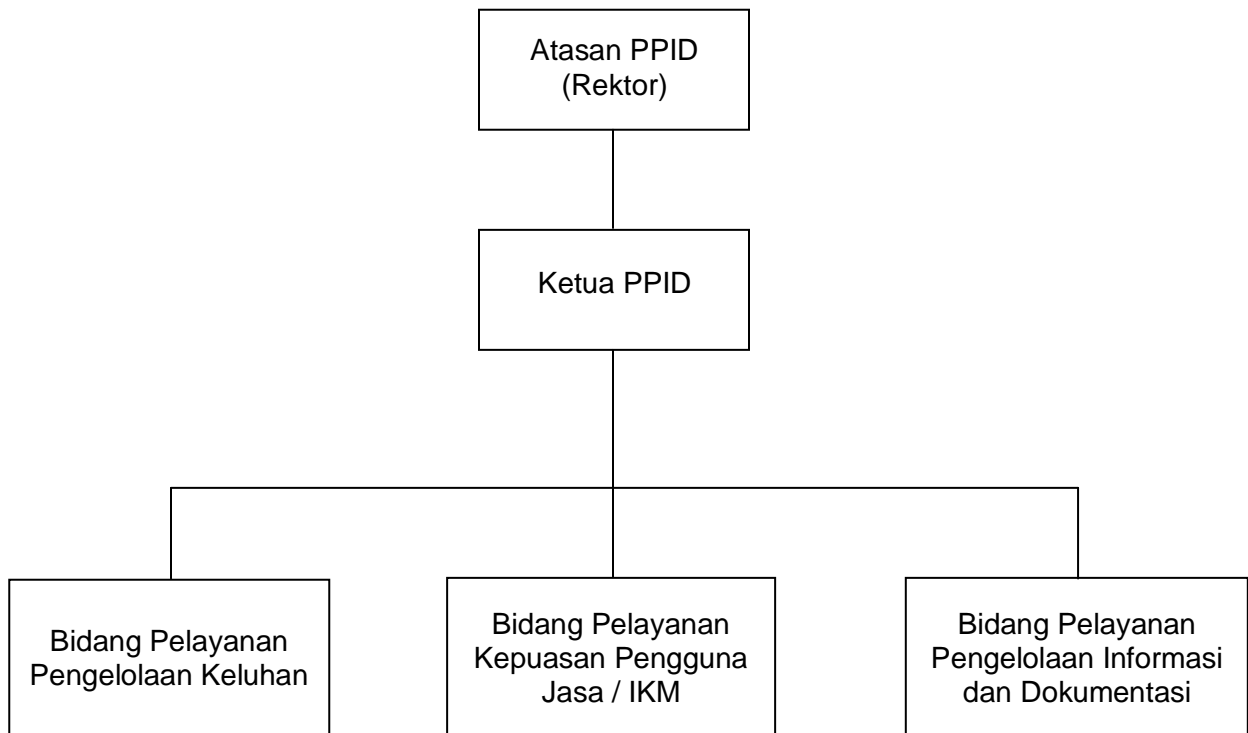 Atasan PPID
(Rektor)
Ketua PPID
Bidang Pelayanan
Pengelolaan Keluhan
Bidang Pelayanan
Kepuasan Pengguna
Jasa / IKM
Bidang Pelayanan
Pengelolaan Informasi
dan Dokumentasi